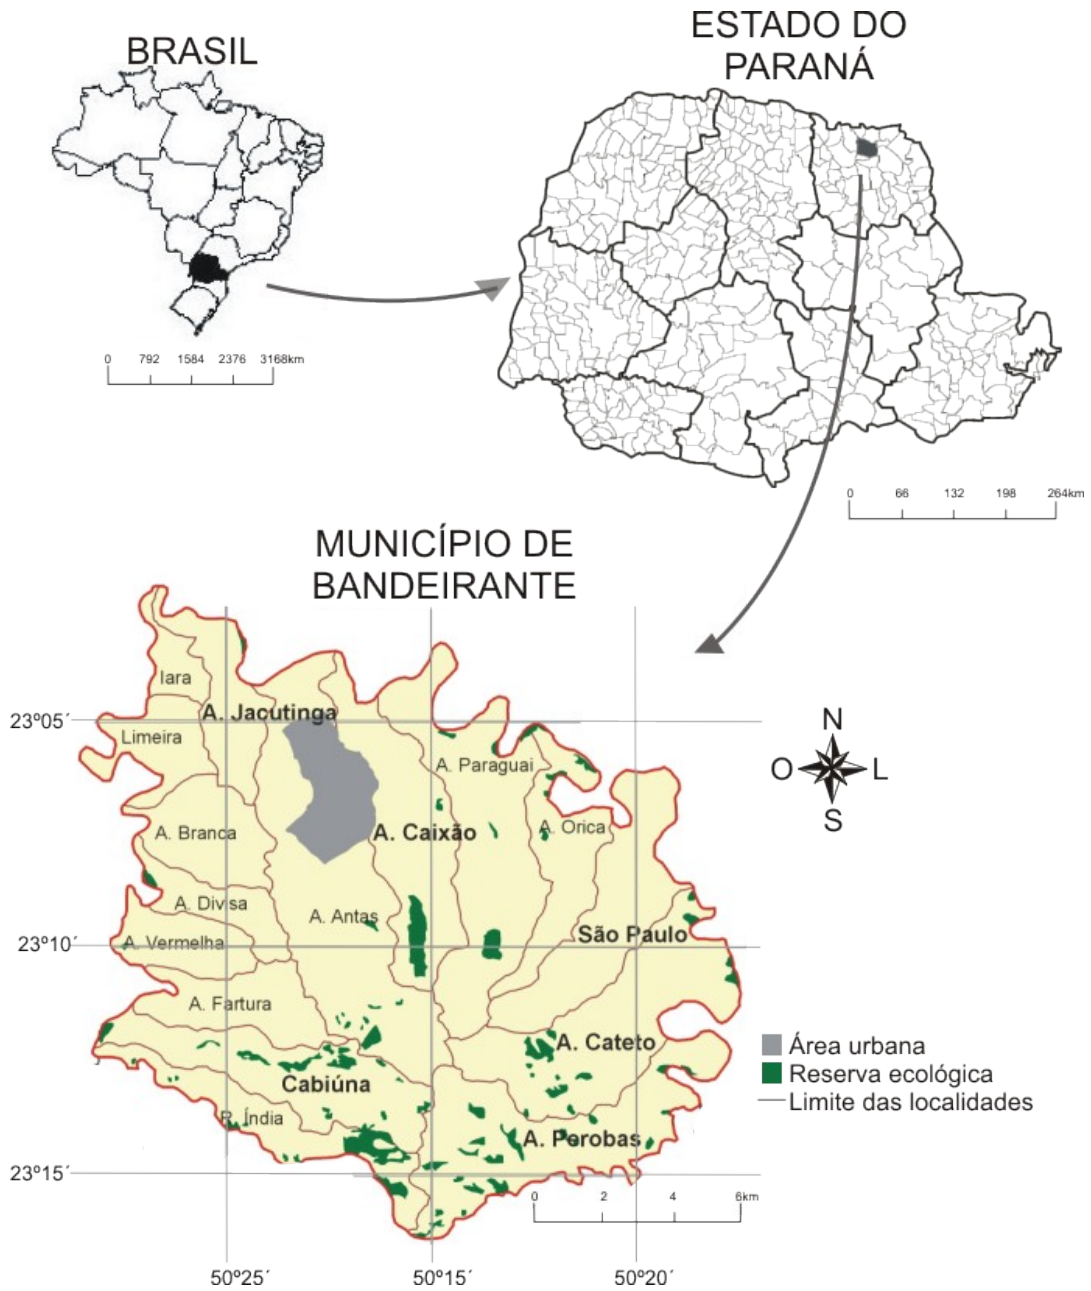 BRASIL
0 792 1584 2376 3168km
ESTADO DO
PARANÁ
0 66 132 198 264km
MUNICÍPIO DE
BANDEIRANTE
Iara
A. Jacutinga
23º05´
Limeira
A. Paraguai
A. Branca
A. Caixão
A. Orica
A. Divisa
A. Antas
São Paulo
23º10´
A. Vermelha
A. Fartura
A. Cateto
Cabiúna
R. Índia
A. Perobas
23º15´
0 2 4 6km
50º25´ 50º15´ 50º20´
N
O L
S
Área urbana
Reserva ecológica
Limite das localidades